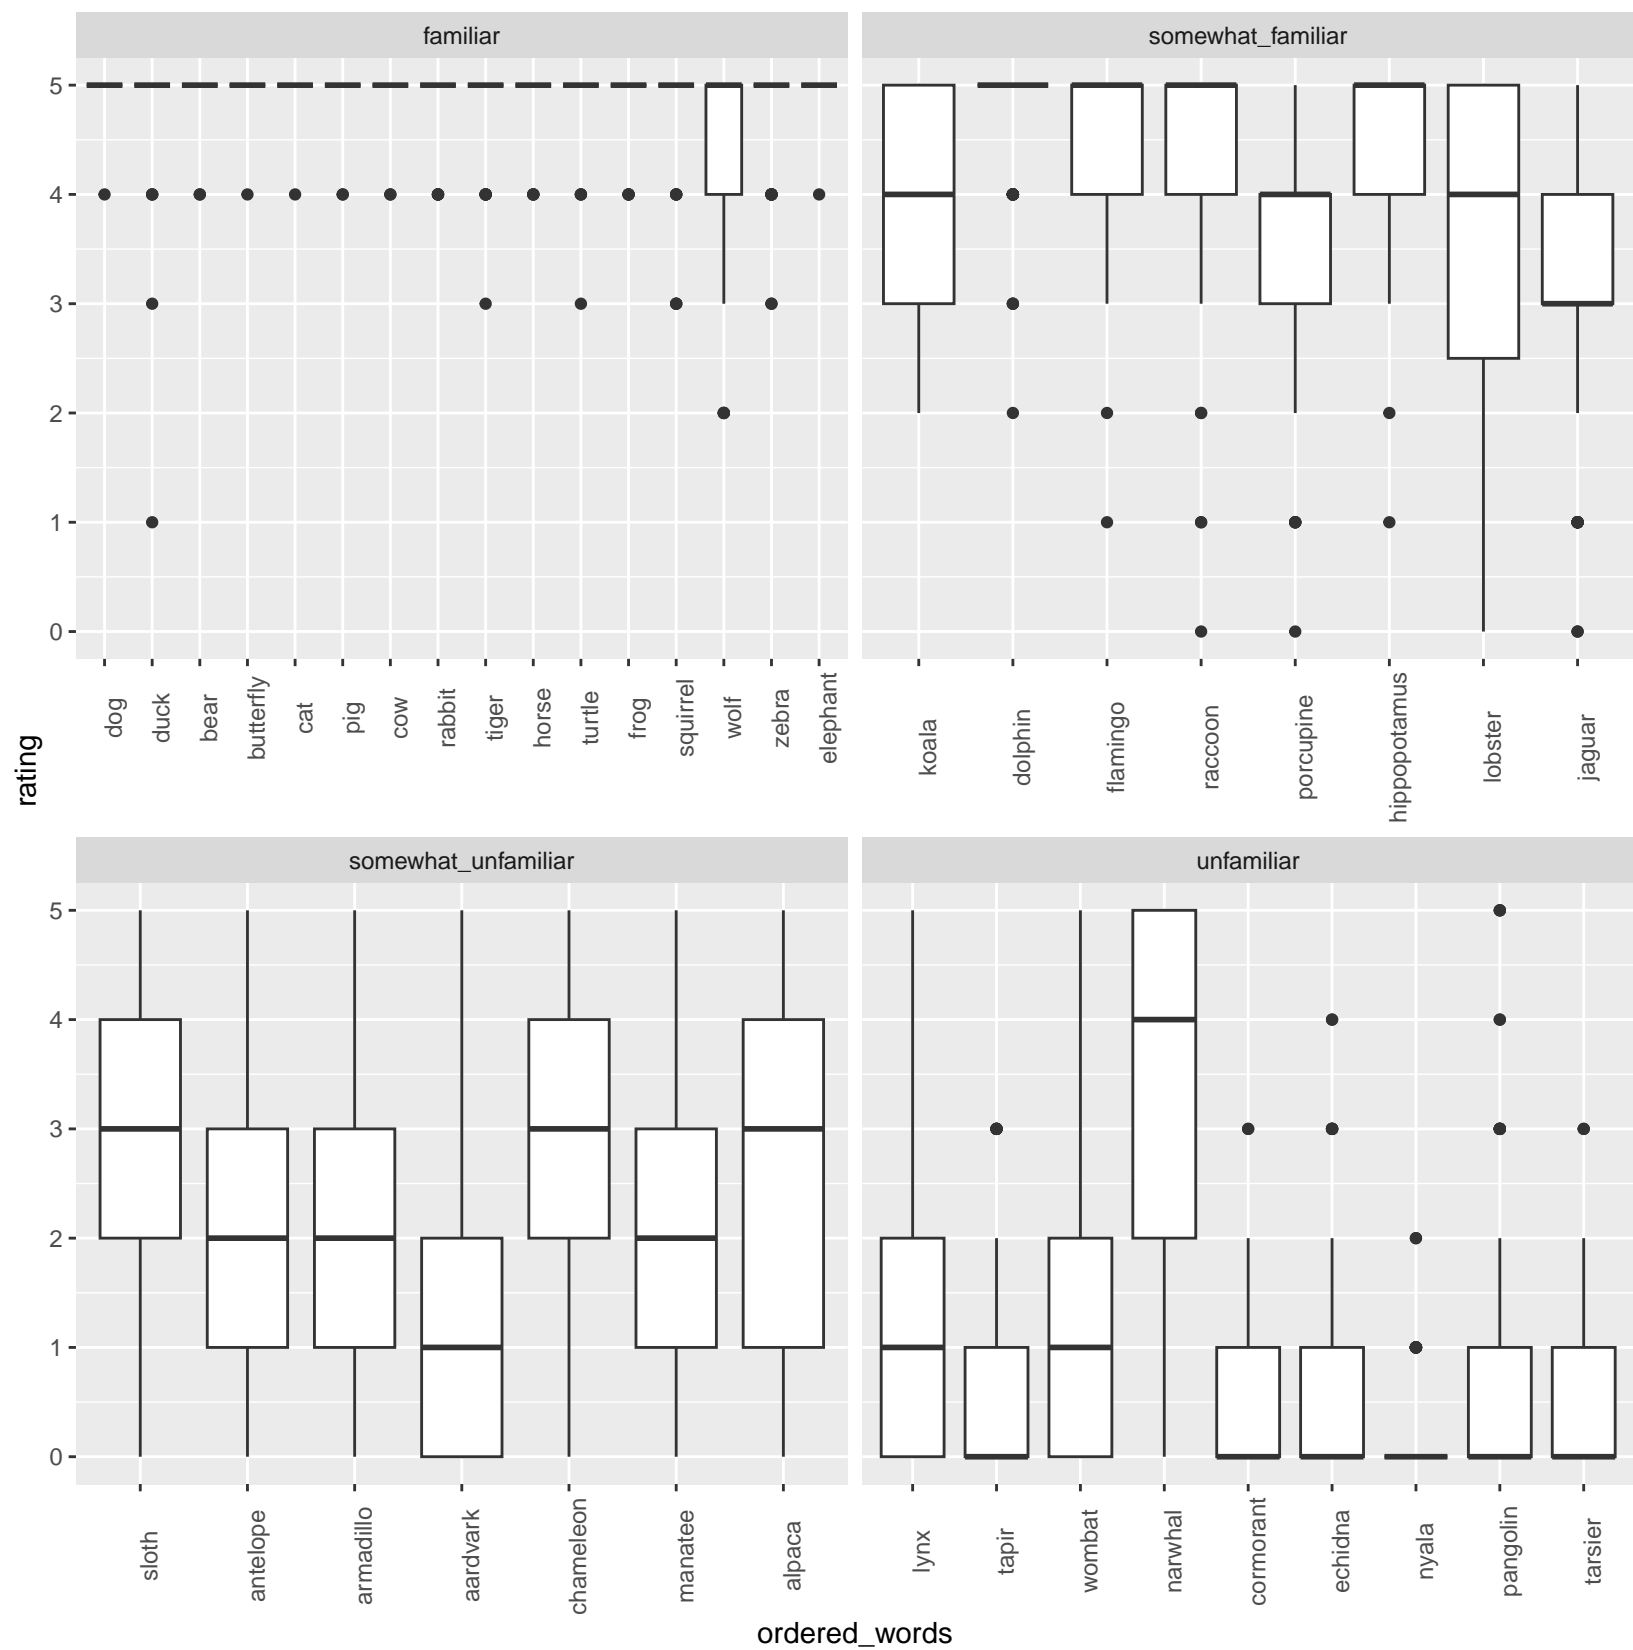 familiar
somewhat_familiar
5
4
3
2
1
0
dog
duck
bear
butterfly
cat
pig
cow
rabbit
tiger
horse
turtle
frog
squirrel
wolf
zebra
elephant
koala
dolphin
flamingo
raccoon
porcupine
hippopotamus
lobster
jaguar
rating
somewhat_unfamiliar
unfamiliar
5
4
3
2
1
0
sloth
antelope
armadillo
aardvark
chameleon
manatee
alpaca
lynx
tapir
wombat
narwhal
cormorant
echidna
nyala
pangolin
tarsier
ordered_words